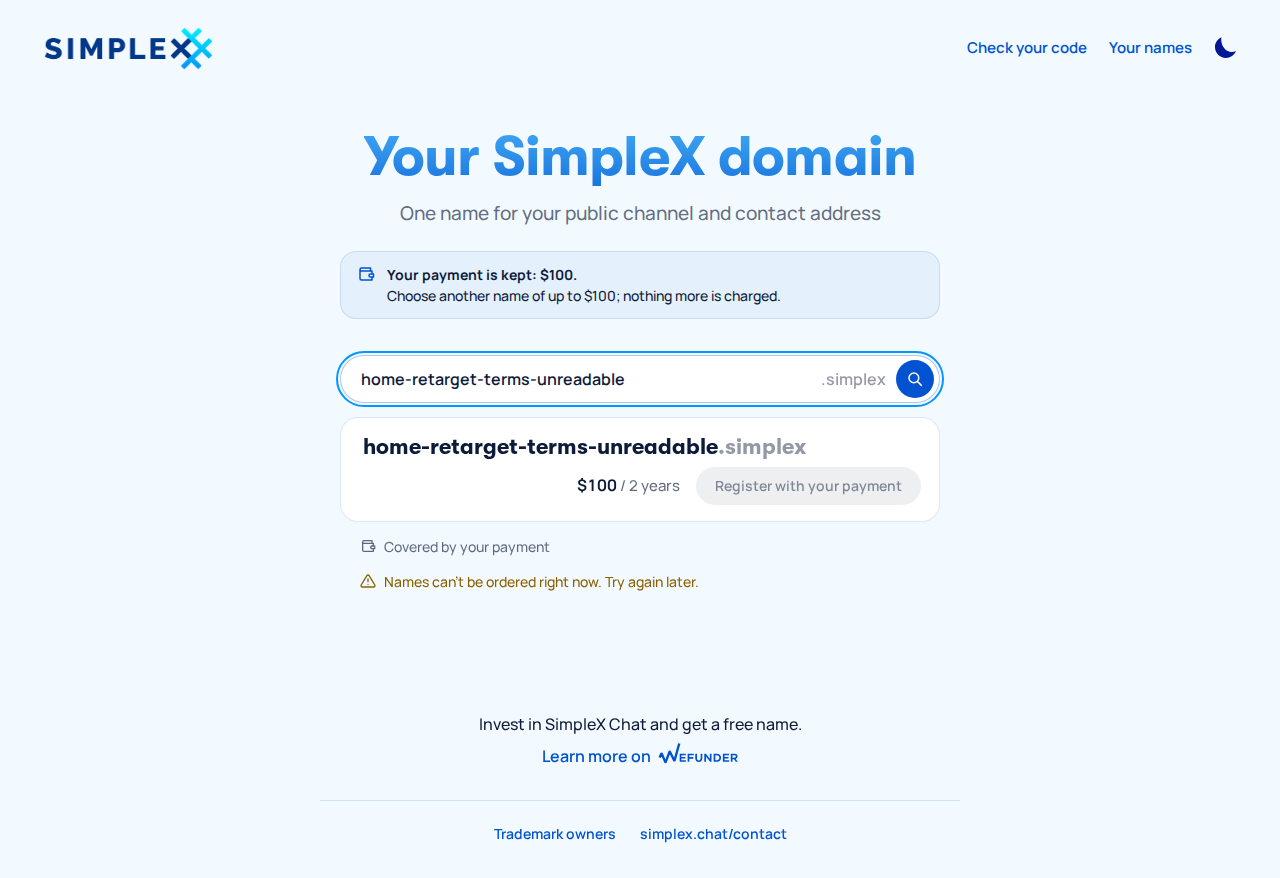 SIMPLEX
Check your code
Your names
Your SimpleX domain
One name for your public channel and contact address
Your payment is kept: $100.
Choose another name of up to $100; nothing more is charged.
home-retarget-terms-unreadable .simplex
home-retarget-terms-unreadable.simplex
$100 / 2 years
Register with your payment
Covered by your payment
Names can't be ordered right now. Try again later.
Invest in SimpleX Chat and get a free name.
Learn more on WEFUNDER
Trademark owners
simplex.chat/contact